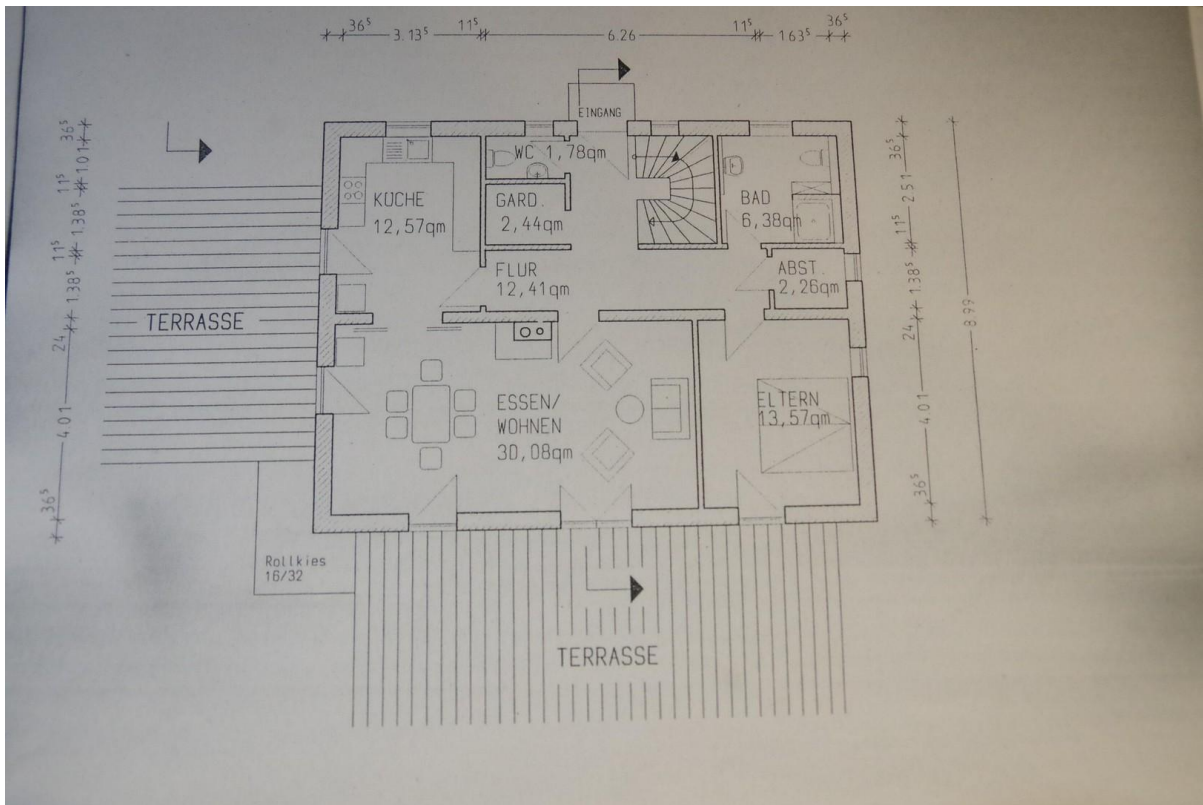 36⁵ 3.13⁵ 11⁵ 6.26 11⁵ 1.63⁵ 36⁵
EINGANG
WC 1,78qm
KÜCHE
12,57qm
GARD.
2,44qm
BAD
6,38qm
FLUR
12,41qm
ABST.
2,26qm
TERRASSE
ESSEN/
WOHNEN
30,08qm
ELTERN
13,57qm
Rollkies
16/32
TERRASSE
36⁵ 4.01 24 1.38⁵ 11⁵ 1.38⁵ 11⁵ 1.01 36⁵
36⁵ 4.01 24 1.38⁵ 11⁵ 2.51 36⁵
8.99